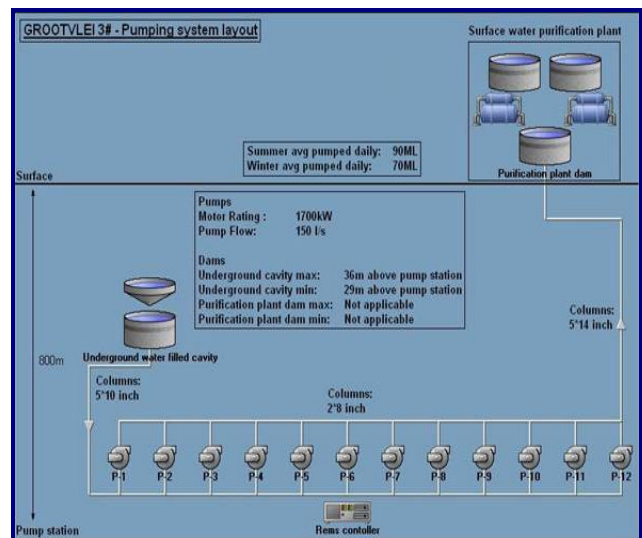 GROOTVLEI 3# - Pumping system layout
Surface water purification plant
Summer avg pumped daily: 90ML
Winter avg pumped daily: 70ML
Purification plant dam
Surface
Pumps
Motor Rating : 1700kW
Pump Flow: 150 l/s
Dams
Underground cavity max: 36m above pump station
Underground cavity min: 29m above pump station
Purification plant dam max: Not applicable
Purification plant dam min: Not applicable
Columns:
5*14 inch
800m
Underground water filled cavity
Columns:
5*10 inch
Columns:
2*8 inch
P-1 P-2 P-3 P-4 P-5 P-6 P-7 P-8 P-9 P-10 P-11 P-12
Pump station
Rems contoller